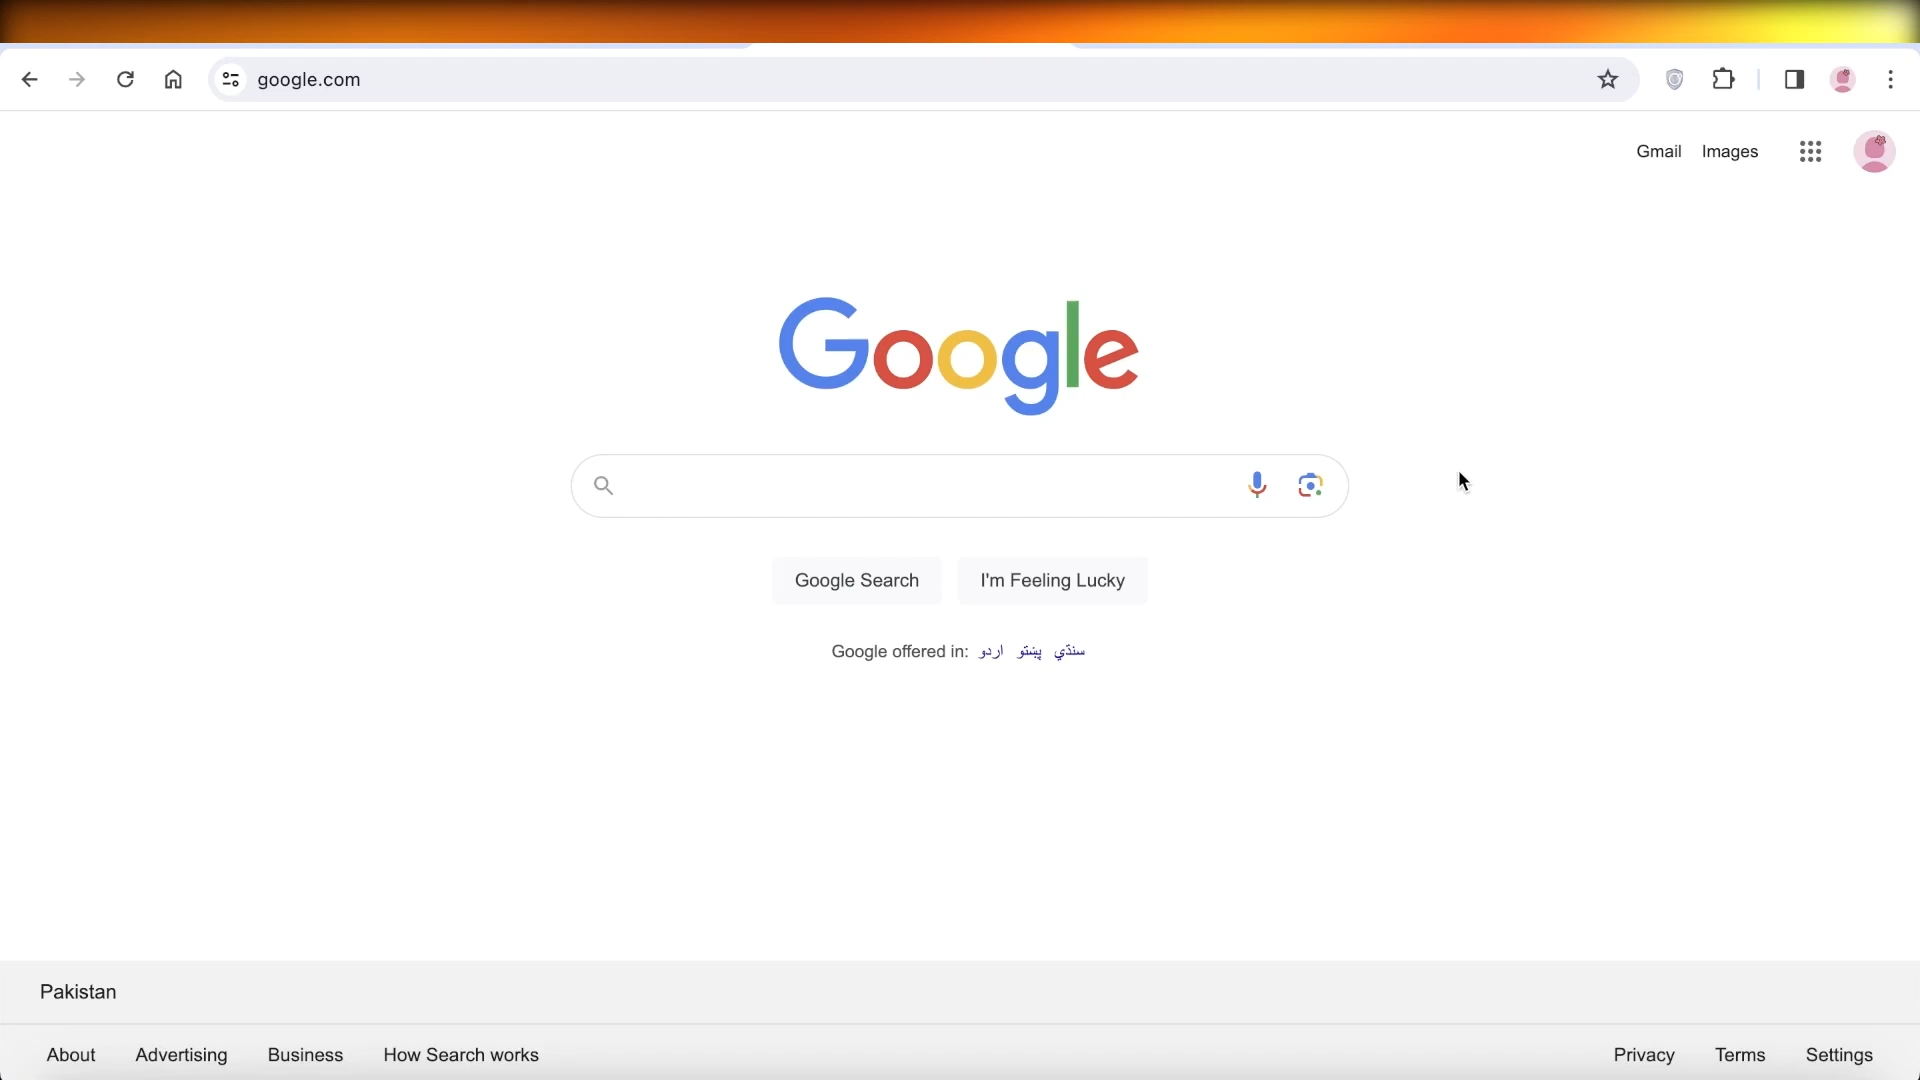 google.com
Gmail Images
Google
Google Search I'm Feeling Lucky
Google offered in: اردو پښتو سنڌي
Pakistan
About Advertising Business How Search works Privacy Terms Settings